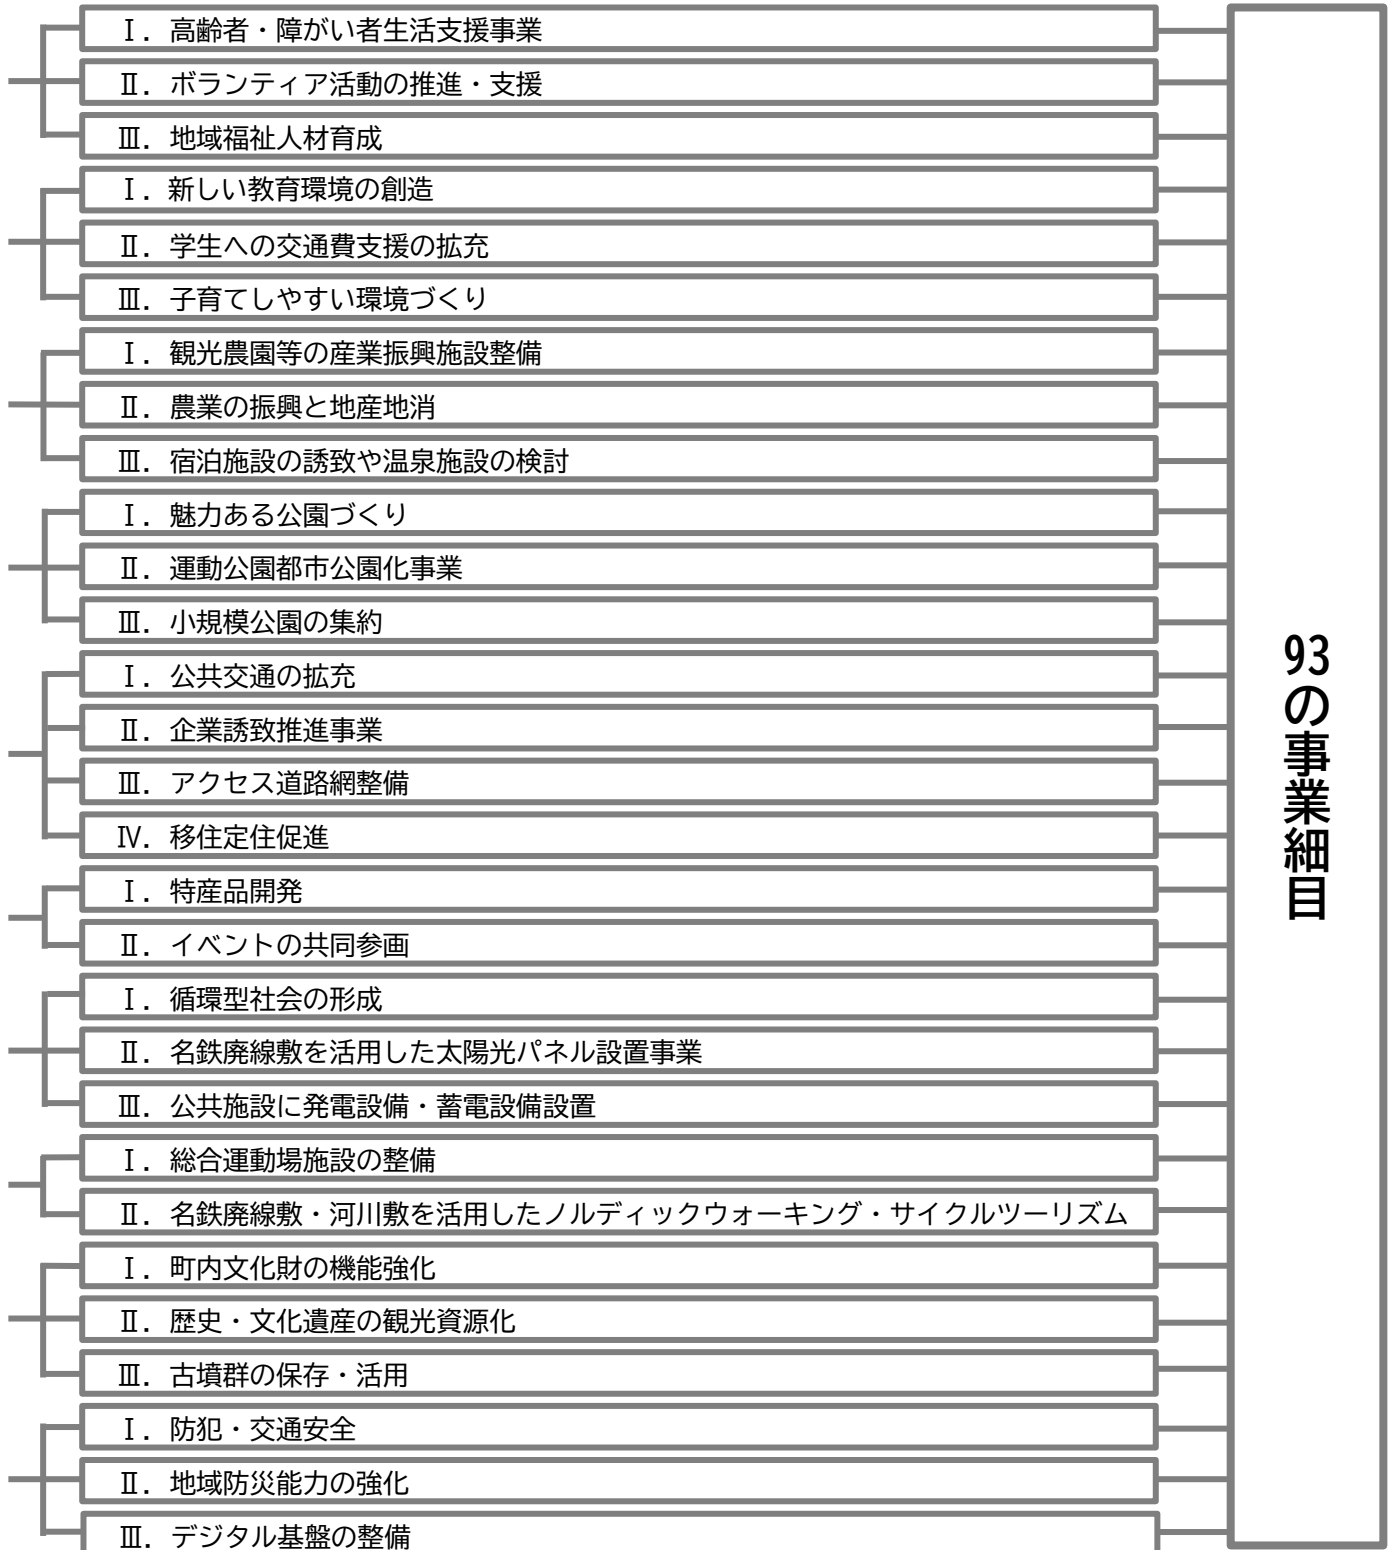 Ⅰ．高齢者・障がい者生活支援事業
Ⅱ．ボランティア活動の推進・支援
Ⅲ．地域福祉人材育成
Ⅰ．新しい教育環境の創造
Ⅱ．学生への交通費支援の拡充
Ⅲ．子育てしやすい環境づくり
Ⅰ．観光農園等の産業振興施設整備
Ⅱ．農業の振興と地産地消
Ⅲ．宿泊施設の誘致や温泉施設の検討
Ⅰ．魅力ある公園づくり
Ⅱ．運動公園都市公園化事業
Ⅲ．小規模公園の集約
Ⅰ．公共交通の拡充
Ⅱ．企業誘致推進事業
Ⅲ．アクセス道路網整備
Ⅳ．移住定住促進
Ⅰ．特産品開発
Ⅱ．イベントの共同参画
Ⅰ．循環型社会の形成
Ⅱ．名鉄廃線敷を活用した太陽光パネル設置事業
Ⅲ．公共施設に発電設備・蓄電設備設置
Ⅰ．総合運動場施設の整備
Ⅱ．名鉄廃線敷・河川敷を活用したノルディックウォーキング・サイクルツーリズム
Ⅰ．町内文化財の機能強化
Ⅱ．歴史・文化遺産の観光資源化
Ⅲ．古墳群の保存・活用
Ⅰ．防犯・交通安全
Ⅱ．地域防災能力の強化
Ⅲ．デジタル基盤の整備
93の事業細目